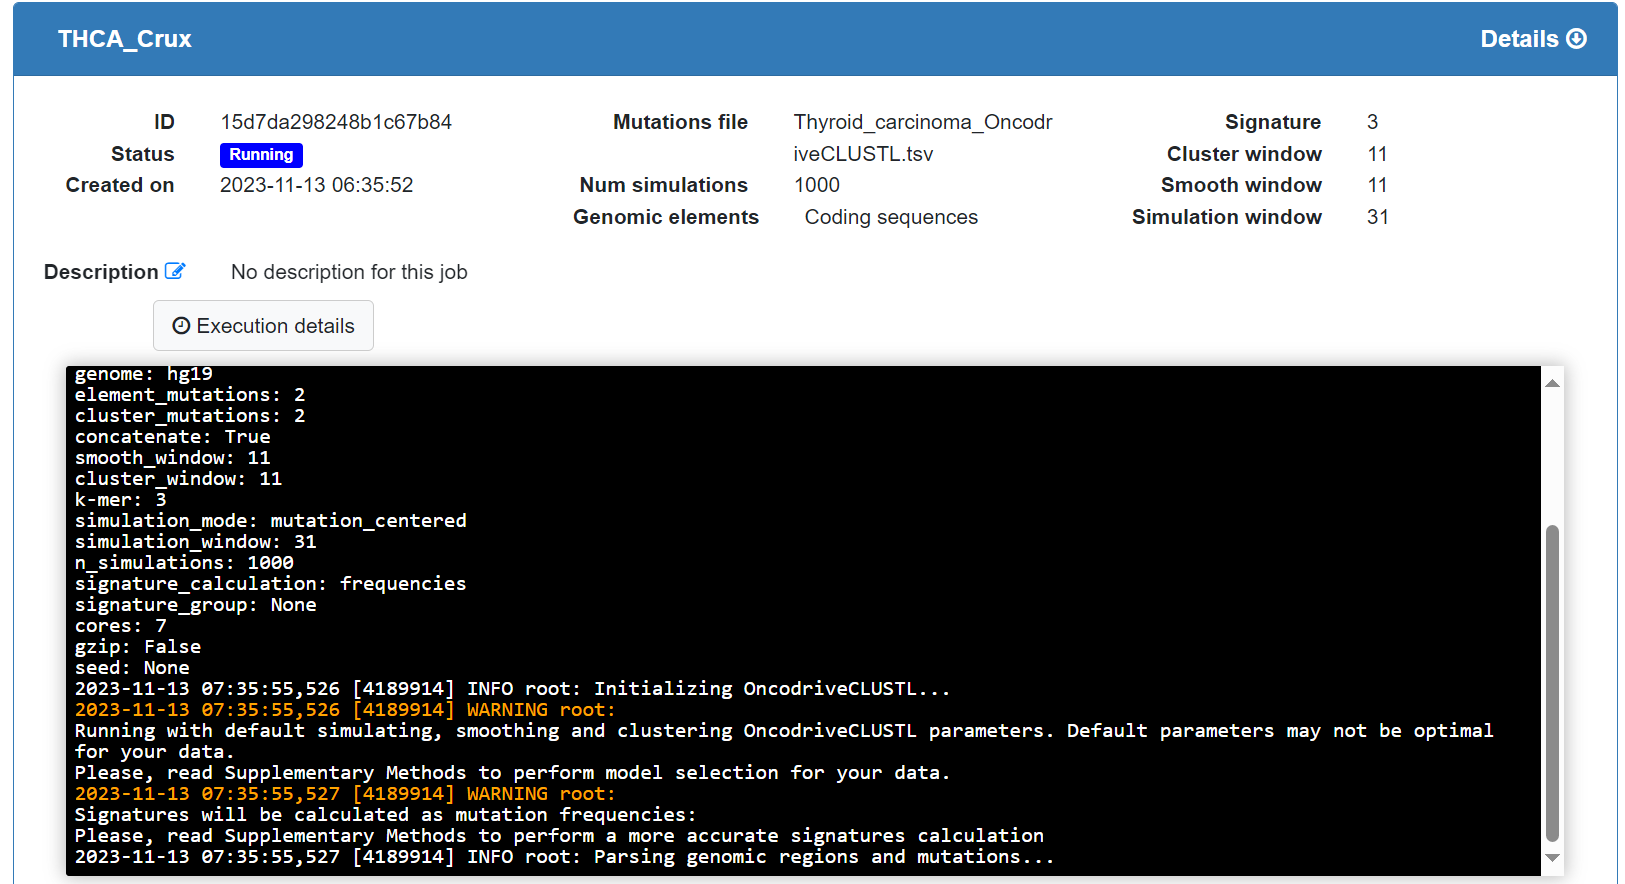 THCA_Crux
Details
ID 15d7da298248b1c67b84
Status Running
Created on 2023-11-13 06:35:52
Mutations file Thyroid_carcinoma_Oncodr
iveCLUSTL.tsv
Num simulations 1000
Genomic elements Coding sequences
Signature 3
Cluster window 11
Smooth window 11
Simulation window 31
Description No description for this job
Execution details
genome: hg19
element_mutations: 2
cluster_mutations: 2
concatenate: True
smooth_window: 11
cluster_window: 11
k-mer: 3
simulation_mode: mutation_centered
simulation_window: 31
n_simulations: 1000
signature_calculation: frequencies
signature_group: None
cores: 7
gzip: False
seed: None
2023-11-13 07:35:55,526 [4189914] INFO root: Initializing OncodriveCLUSTL...
2023-11-13 07:35:55,526 [4189914] WARNING root:
Running with default simulating, smoothing and clustering OncodriveCLUSTL parameters. Default parameters may not be optimal
for your data.
Please, read Supplementary Methods to perform model selection for your data.
2023-11-13 07:35:55,527 [4189914] WARNING root:
Signatures will be calculated as mutation frequencies:
Please, read Supplementary Methods to perform a more accurate signatures calculation
2023-11-13 07:35:55,527 [4189914] INFO root: Parsing genomic regions and mutations...